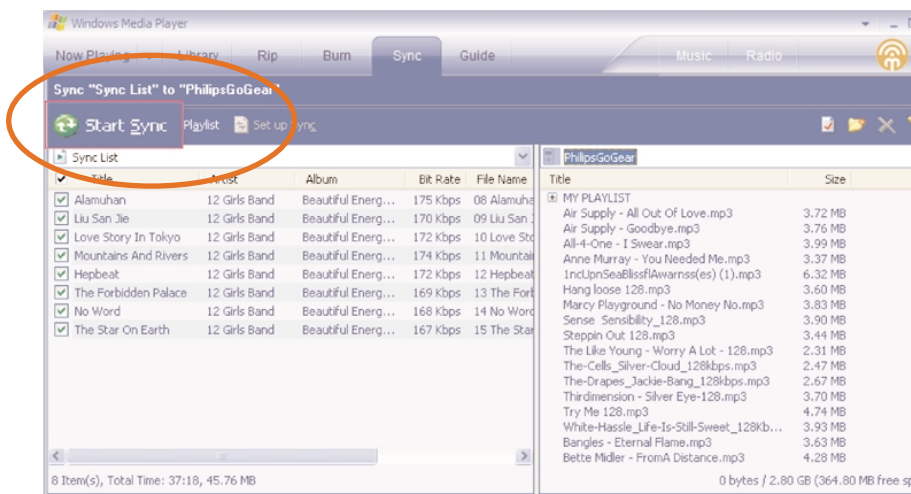 Windows Media Player
Now Playing Library Rip Burn Sync Guide Music Radio
Sync "Sync List" to "PhilipsGoGear"
Start Sync Playlist Set up Sync
Sync List
PhilipsGoGear
Title Artist Album Bit Rate File Name
Alamuhan 12 Girls Band Beautiful Energ... 175 Kbps 08 Alamuha
Liu San Jie 12 Girls Band Beautiful Energ... 170 Kbps 09 Liu San
Love Story In Tokyo 12 Girls Band Beautiful Energ... 172 Kbps 10 Love Sto
Mountains And Rivers 12 Girls Band Beautiful Energ... 174 Kbps 11 Mountai
Hepbeat 12 Girls Band Beautiful Energ... 172 Kbps 12 Hepbeat
The Forbidden Palace 12 Girls Band Beautiful Energ... 169 Kbps 13 The Forb
No Word 12 Girls Band Beautiful Energ... 168 Kbps 14 No Word
The Star On Earth 12 Girls Band Beautiful Energ... 167 Kbps 15 The Star
8 Item(s), Total Time: 37:18, 45.76 MB
Title Size
MY PLAYLIST
Air Supply - All Out Of Love.mp3 3.72 MB
Air Supply - Goodbye.mp3 3.76 MB
All-4-One - I Swear.mp3 3.99 MB
Anne Murray - You Needed Me.mp3 3.37 MB
1ncUpnSeaBlissflAwarnss(es) (1).mp3 6.32 MB
Hang loose 128.mp3 3.60 MB
Marcy Playground - No Money No.mp3 3.83 MB
Sense Sensibility_128.mp3 3.90 MB
Steppin Out 128.mp3 3.44 MB
The Like Young - Worry A Lot - 128.mp3 2.31 MB
The-Cells_Silver-Cloud_128kbps.mp3 2.47 MB
The-Drapes_Jackie-Bang_128kbps.mp3 2.67 MB
Thirdimension - Silver Eye-128.mp3 3.70 MB
Try Me 128.mp3 4.74 MB
White-Hassle_Life-Is-Still-Sweet_128Kb... 3.93 MB
Bangles - Eternal Flame.mp3 3.63 MB
Bette Midler - FromA Distance.mp3 4.28 MB
0 bytes / 2.80 GB (364.80 MB free sp